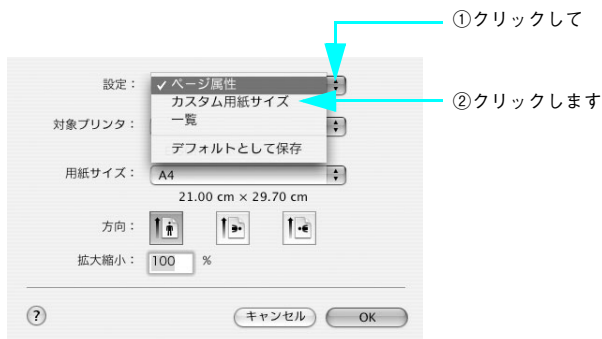 ①クリックして
設定：
✓ページ属性
カスタム用紙サイズ
②クリックします
一覧
対象プリンタ：
デフォルトとして保存
用紙サイズ：
A4
21.00 cm × 29.70 cm
方向：
拡大縮小：
100
%
?
キャンセル
OK